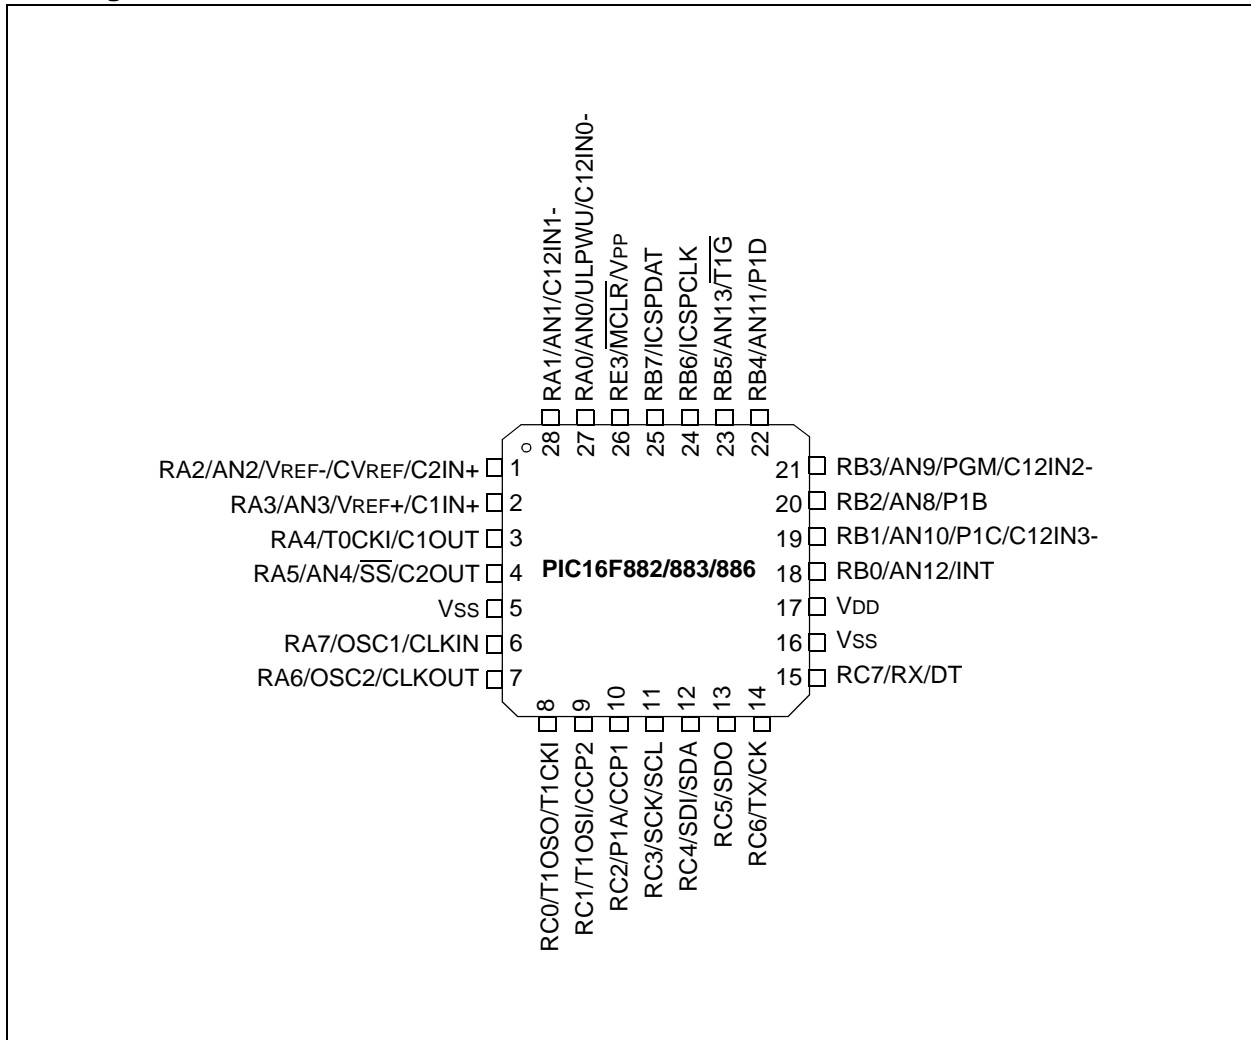 RA1/AN1/C12IN1-
RA0/AN0/ULPWU/C12IN0-
RE3/MCLR/VPP
RB7/ICSPDAT
RB6/ICSPCLK
RB5/AN13/T1G
RB4/AN11/P1D
28 27 26 25 24 23 22
RA2/AN2/VREF-/CVREF/C2IN+ 1
RA3/AN3/VREF+/C1IN+ 2
RA4/T0CKI/C1OUT 3
RA5/AN4/SS/C2OUT 4
VSS 5
RA7/OSC1/CLKIN 6
RA6/OSC2/CLKOUT 7
PIC16F882/883/886
21 RB3/AN9/PGM/C12IN2-
20 RB2/AN8/P1B
19 RB1/AN10/P1C/C12IN3-
18 RB0/AN12/INT
17 VDD
16 VSS
15 RC7/RX/DT
8 9 10 11 12 13 14
RC0/T1OSO/T1CKI
RC1/T1OSI/CCP2
RC2/P1A/CCP1
RC3/SCK/SCL
RC4/SDI/SDA
RC5/SDO
RC6/TX/CK